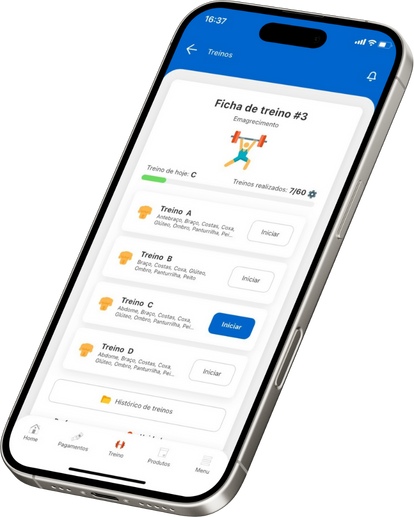 16:37
Treinos
Ficha de treino #3
Emagrecimento
Treino de hoje: C
Treinos realizados: 7/60
Treino A
Antebraço, Braço, Costas, Coxa,
Glúteo, Ombro, Panturrilha, Pei...
Iniciar
Treino B
Braço, Costas, Coxa, Glúteo,
Ombro, Panturrilha, Peito
Iniciar
Treino C
Abdome, Braço, Costas, Coxa,
Glúteo, Ombro, Panturrilha, Pei...
Iniciar
Treino D
Abdome, Braço, Costas, Coxa,
Glúteo, Ombro, Panturrilha, Pei...
Iniciar
Histórico de treinos
Home
Pagamentos
Treino
Produtos
Menu